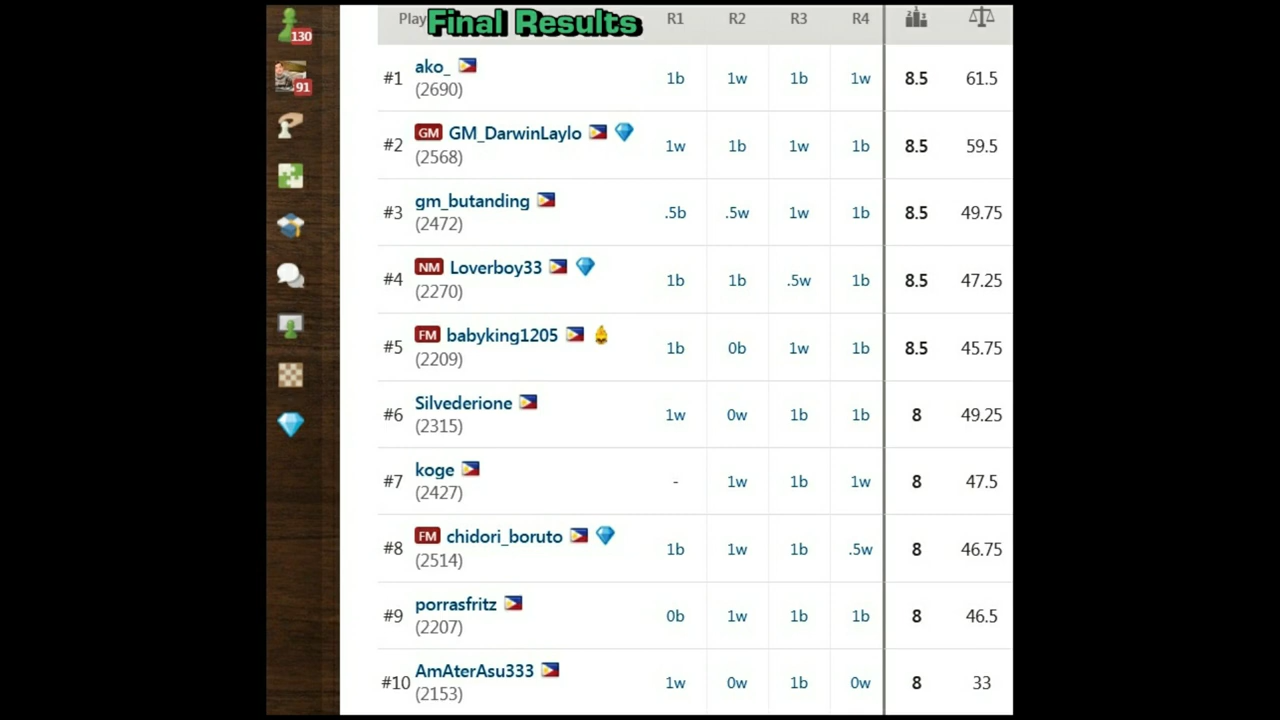 130
91
Play
Final Results
R1 R2 R3 R4
#1 ako_ 1b 1w 1b 1w 8.5 61.5
(2690)
#2 GM GM_DarwinLaylo 1w 1b 1w 1b 8.5 59.5
(2568)
#3 gm_butanding .5b .5w 1w 1b 8.5 49.75
(2472)
#4 NM Loverboy33 1b 1b .5w 1b 8.5 47.25
(2270)
#5 FM babyking1205 1b 0b 1w 1b 8.5 45.75
(2209)
#6 Silvederione 1w 0w 1b 1b 8 49.25
(2315)
#7 koge - 1w 1b 1w 8 47.5
(2427)
#8 FM chidori_boruto 1b 1w 1b .5w 8 46.75
(2514)
#9 porrasfritz 0b 1w 1b 1b 8 46.5
(2207)
#10 AmAterAsu333 1w 0w 1b 0w 8 33
(2153)